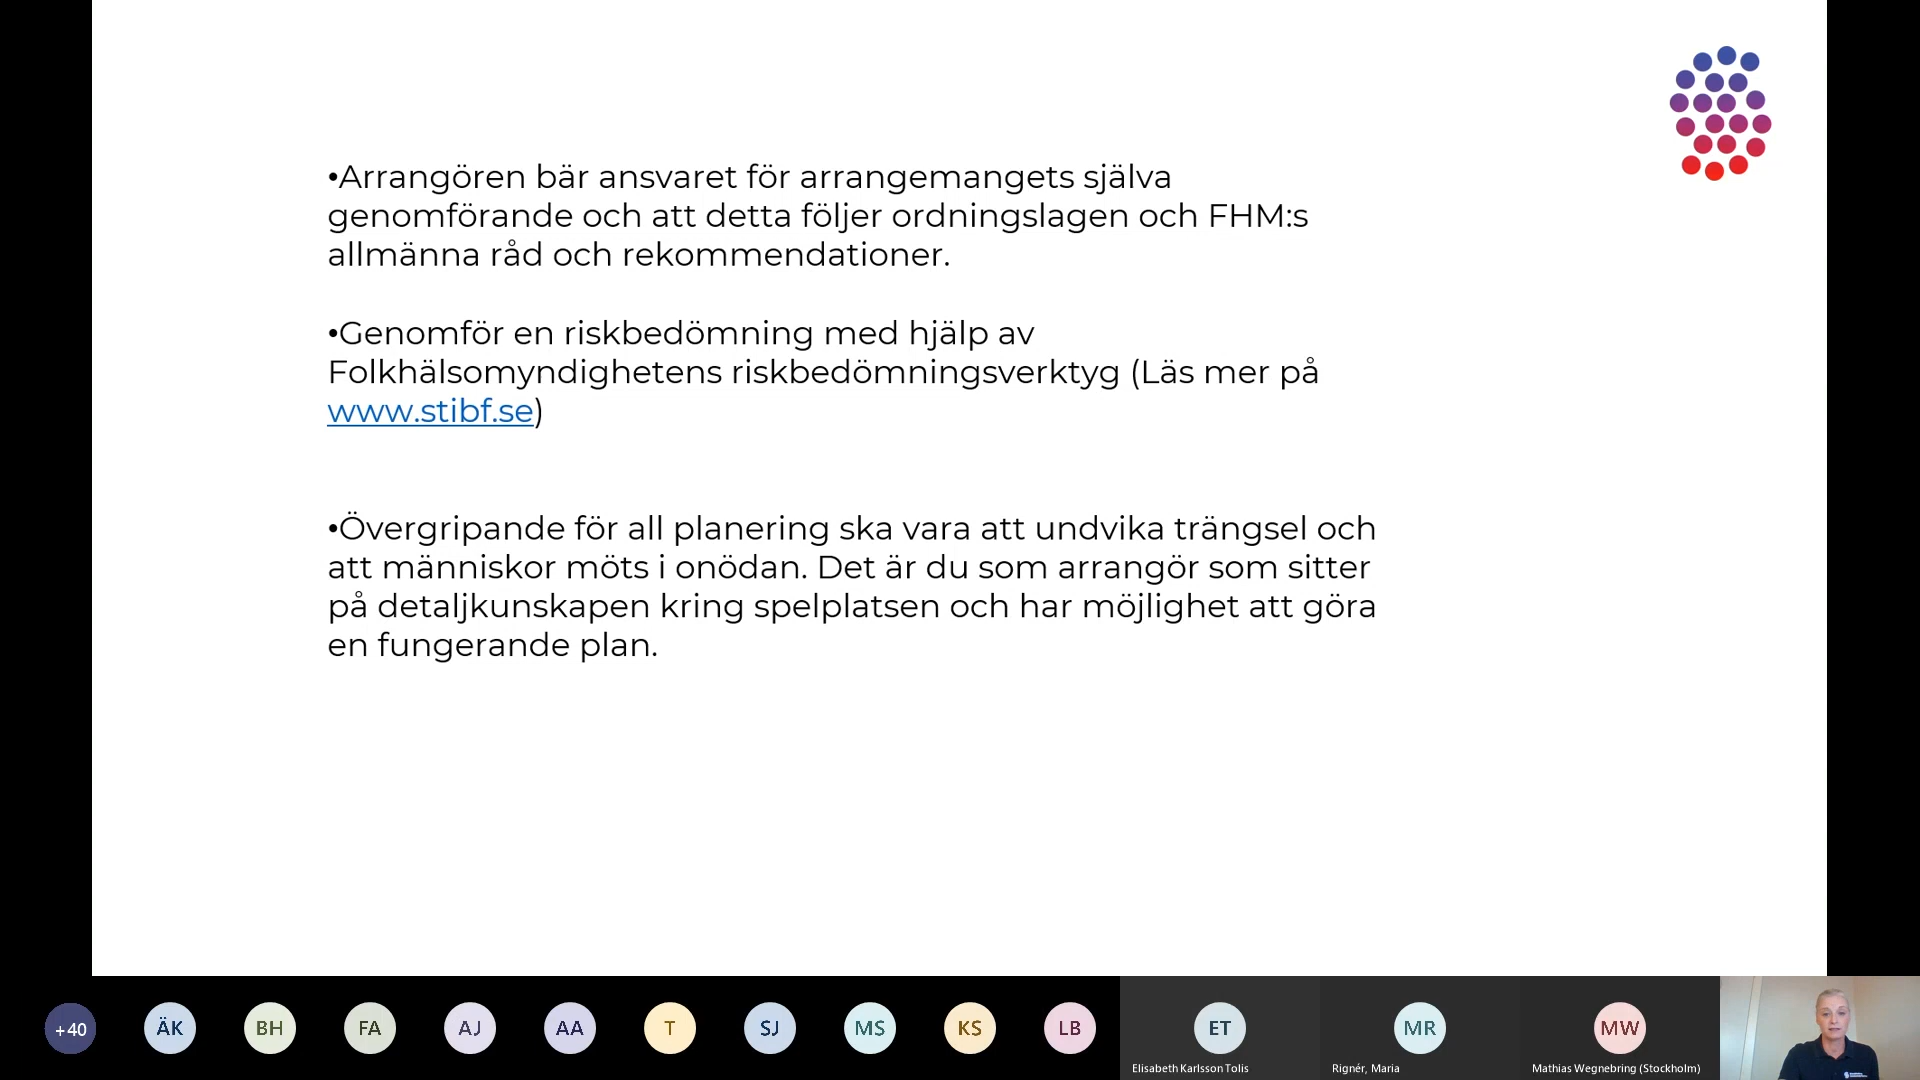 •Arrangören bär ansvaret för arrangemangets själva
genomförande och att detta följer ordningslagen och FHM:s
allmänna råd och rekommendationer.
•Genomför en riskbedömning med hjälp av
Folkhälsomyndighetens riskbedömningsverktyg (Läs mer på
www.stibf.se)
•Övergripande för all planering ska vara att undvika trängsel och
att människor möts i onödan. Det är du som arrangör som sitter
på detaljkunskapen kring spelplatsen och har möjlighet att göra
en fungerande plan.
+40
ÄK
BH
FA
AJ
AA
T
SJ
MS
KS
LB
ET
MR
MW
Elisabeth Karlsson Tolis
Rignér, Maria
Mathias Wegnebring (Stockholm)